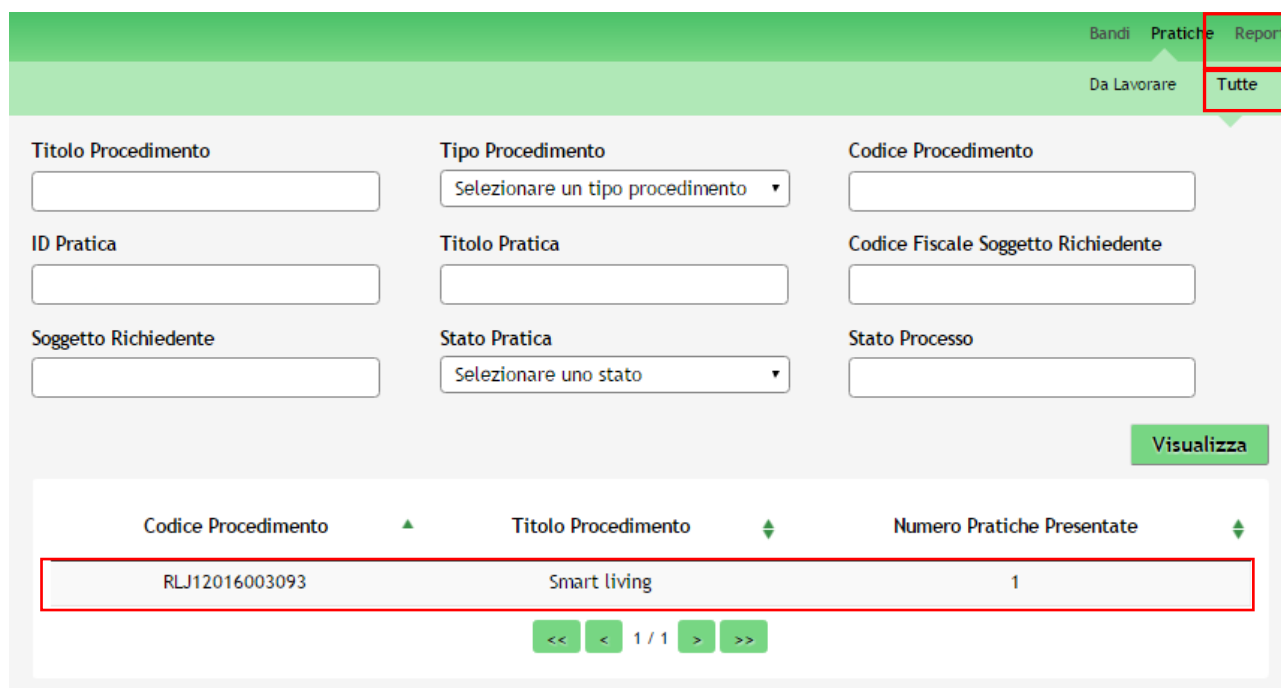 Bandi Pratiche Repor
Da Lavorare Tutte
Titolo Procedimento Tipo Procedimento Codice Procedimento
Selezionare un tipo procedimento
ID Pratica Titolo Pratica Codice Fiscale Soggetto Richiedente
Soggetto Richiedente Stato Pratica Stato Processo
Selezionare uno stato
Visualizza
Codice Procedimento Titolo Procedimento Numero Pratiche Presentate
RLJ12016003093 Smart living 1
<< < 1 / 1 > >>